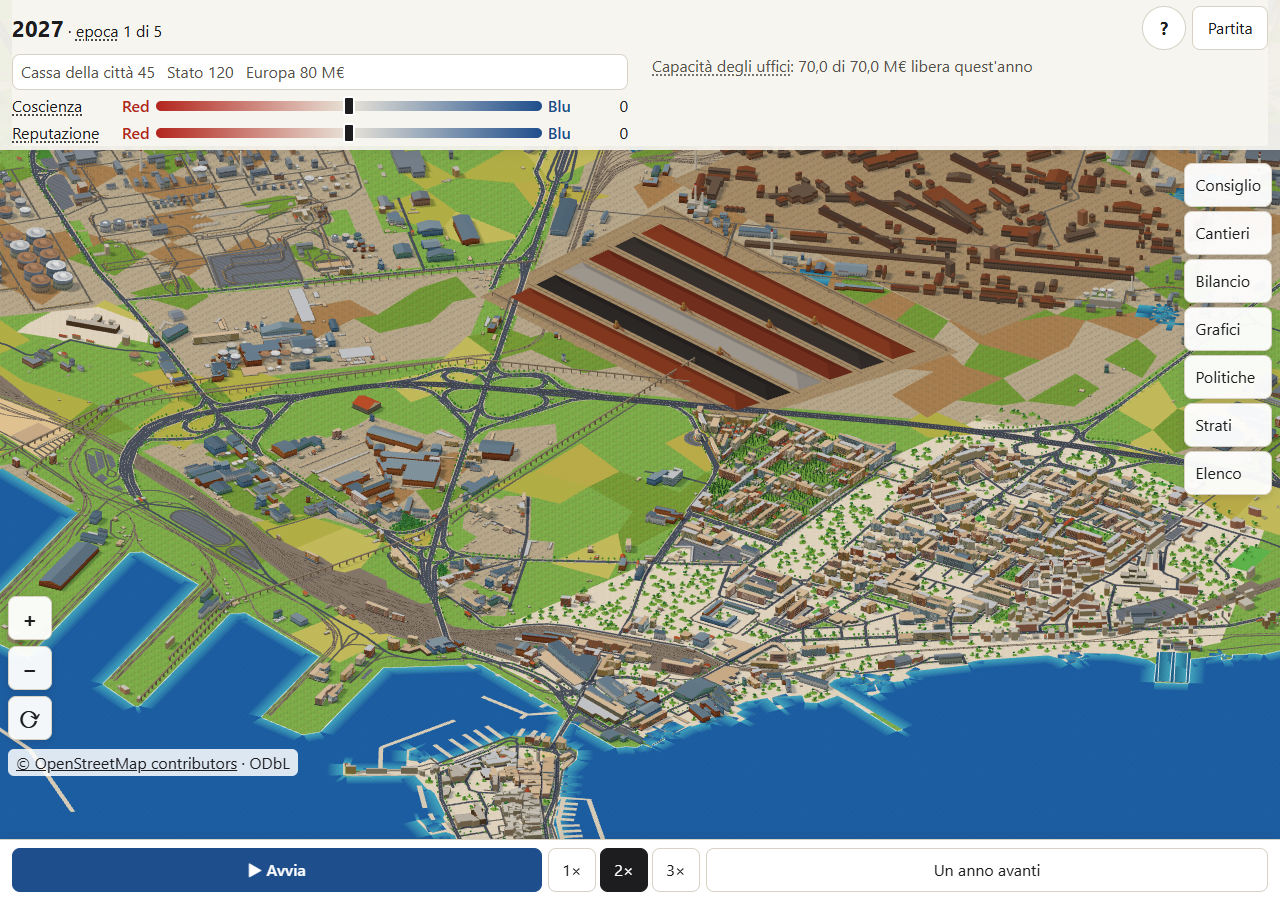 2027 · epoca 1 di 5
?
Partita
Cassa della città 45 Stato 120 Europa 80 M€
Capacità degli uffici: 70,0 di 70,0 M€ libera quest'anno
Coscienza Red Blu 0
Reputazione Red Blu 0
Consiglio
Cantieri
Bilancio
Grafici
Politiche
Strati
Elenco
+
−
© OpenStreetMap contributors · ODbL
▶ Avvia
1×
2×
3×
Un anno avanti